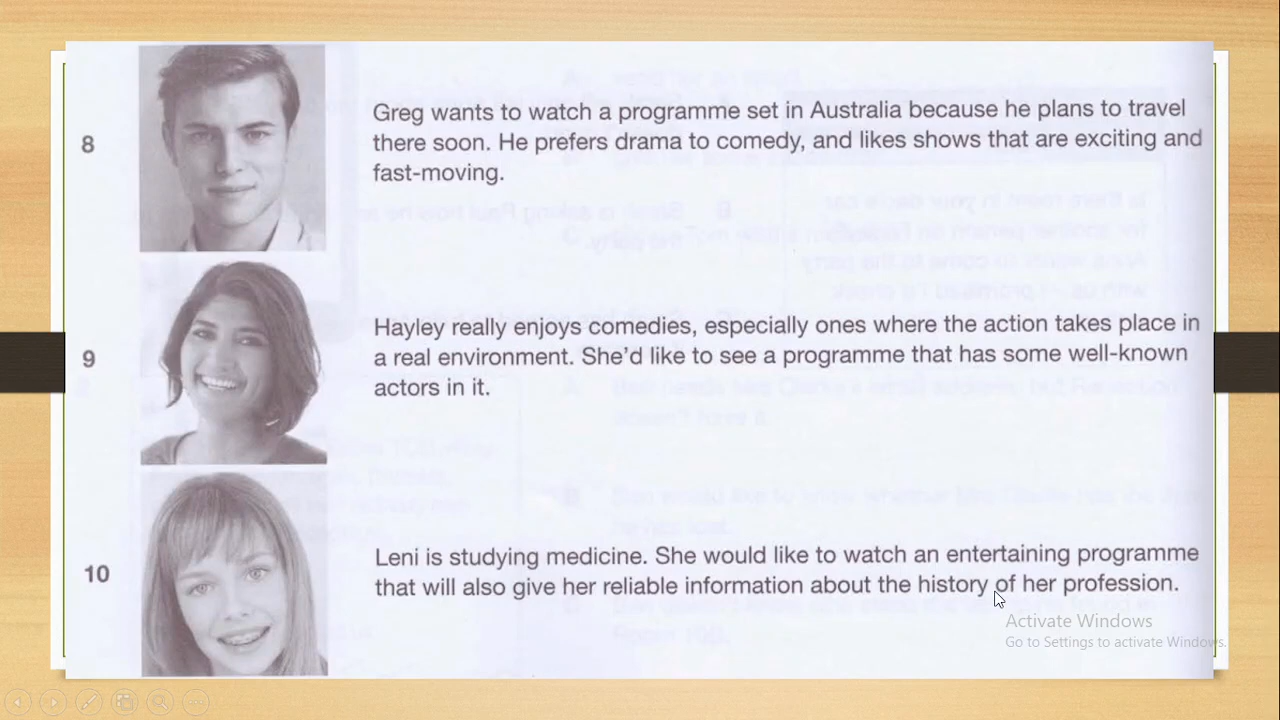 8
Greg wants to watch a programme set in Australia because he plans to travel
there soon. He prefers drama to comedy, and likes shows that are exciting and
fast-moving.
9
Hayley really enjoys comedies, especially ones where the action takes place in
a real environment. She'd like to see a programme that has some well-known
actors in it.
10
Leni is studying medicine. She would like to watch an entertaining programme
that will also give her reliable information about the history of her profession.
Activate Windows
Go to Settings to activate Windows.